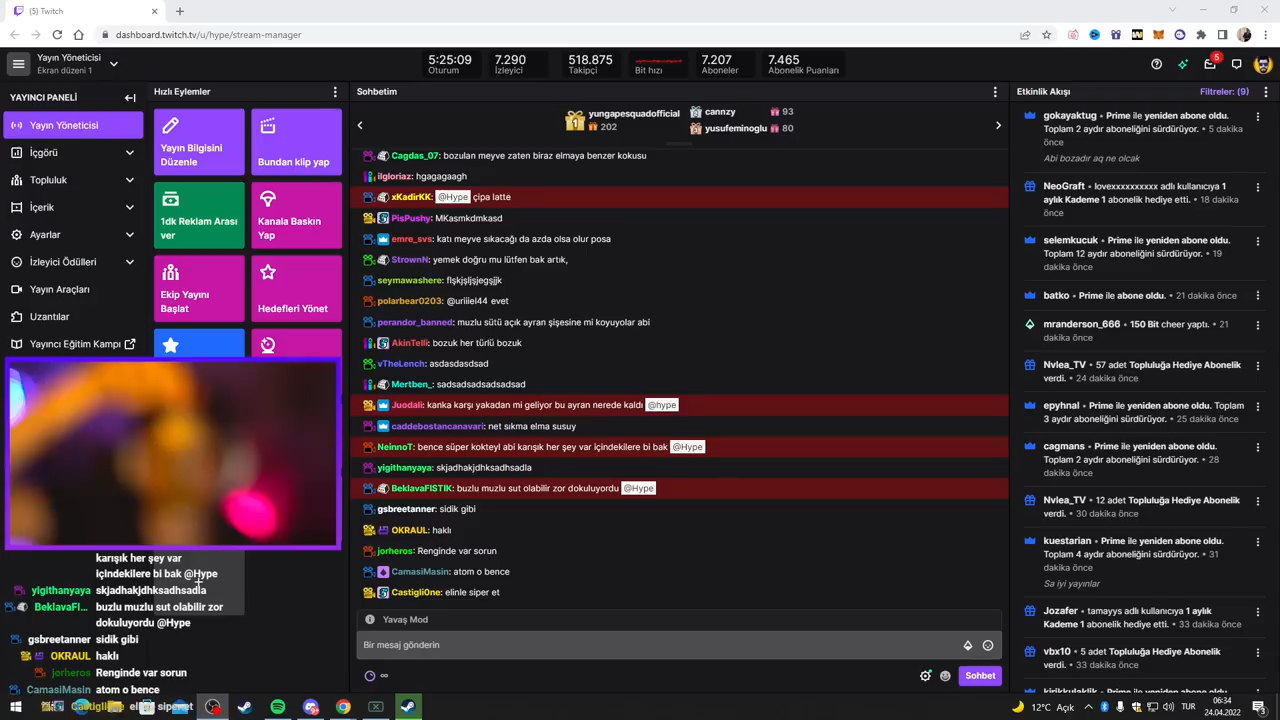 (5) Twitch
dashboard.twitch.tv/u/hype/stream-manager
Yayın Yöneticisi
Ekran düzeni 1
5:25:09
Oturum
7.290
İzleyici
518.875
Takipçi
Bit hızı
7.207
Aboneler
7.465
Abonelik Puanları
5
YAYINCI PANELİ
Yayın Yöneticisi
İçgörü
Topluluk
İçerik
Ayarlar
İzleyici Ödülleri
Yayın Araçları
Uzantılar
Yayıncı Eğitim Kampı
Hızlı Eylemler
Yayın Bilgisini
Düzenle
Bundan klip yap
1dk Reklam Arası
ver
Kanala Baskın
Yap
Ekip Yayını
Başlat
Hedefleri Yönet
karışık her şey var
içindekilere bi bak @Hype
yigithanyaya skjadhakjdhksadhsadla
BeklavaFI... buzlu muzlu sut olabilir zor
dokuluyordu @Hype
gsbreetanner sidik gibi
OKRAUL haklı
jorheros Renginde var sorun
CamasiMasin atom o bence
Sohbetim
yungapesquadofficial
202
cannzy 93
yusufeminoglu 80
Cagdas_07: bozulan meyve zaten biraz elmaya benzer kokusu
ilgloriaz: hgagagaagh
xKadirKK: @Hype çipa latte
PisPushy: MKasmkdmkasd
emre_svs: katı meyve sıkacağı da azda olsa olur posa
StrownN: yemek doğru mu lütfen bak artık,
seymawashere: flşkjşljşjegşjjk
polarbear0203: @uriiel44 evet
perandor_banned: muzlu sütü açık ayran şişesine mi koyuyolar abi
AkinTelli: bozuk her türlü bozuk
vTheLench: asdasdasdsad
Mertben_: sadsadsadsadsadsad
Juodali: kanka karşı yakadan mi geliyor bu ayran nerede kaldı @hype
caddebostancanavari: net sıkma elma susuy
NeinnoT: bence süper kokteyl abi karışık her şey var içindekilere bi bak @Hype
yigithanyaya: skjadhakjdhksadhsadla
BeklavaFISTIK: buzlu muzlu sut olabilir zor dokuluyordu @Hype
gsbreetanner: sidik gibi
OKRAUL: haklı
jorheros: Renginde var sorun
CamasiMasin: atom o bence
Castigli0ne: elinle siper et
Yavaş Mod
Bir mesaj gönderin
Sohbet
Etkinlik Akışı
Filtreler: (9)
gokayaktug • Prime ile yeniden abone oldu.
Toplam 2 aydır aboneliğini sürdürüyor. • 5 dakika
önce
Abi bozadır aq ne olcak
NeoGraft • lovexxxxxxxxxx adlı kullanıcıya 1
aylık Kademe 1 abonelik hediye etti. • 18 dakika
önce
selemkucuk • Prime ile yeniden abone oldu.
Toplam 12 aydır aboneliğini sürdürüyor. • 19
dakika önce
batko • Prime ile abone oldu. • 21 dakika önce
mranderson_666 • 150 Bit cheer yaptı. • 21
dakika önce
Nvlea_TV • 57 adet Topluluğa Hediye Abonelik
verdi. • 24 dakika önce
epyhnal • Prime ile yeniden abone oldu. Toplam
3 aydır aboneliğini sürdürüyor. • 25 dakika önce
cagmans • Prime ile yeniden abone oldu.
Toplam 2 aydır aboneliğini sürdürüyor. • 28
dakika önce
Nvlea_TV • 12 adet Topluluğa Hediye Abonelik
verdi. • 30 dakika önce
kuestarian • Prime ile yeniden abone oldu.
Toplam 4 aydır aboneliğini sürdürüyor. • 31
dakika önce
Sa iyi yayınlar
Jozafer • tamayys adlı kullanıcıya 1 aylık
Kademe 1 abonelik hediye etti. • 33 dakika önce
vbx10 • 5 adet Topluluğa Hediye Abonelik
verdi. • 33 dakika önce
kirikkulaklik • Prime ile yeniden abone oldu.
12°C Açık
TUR
06:34
24.04.2022
3